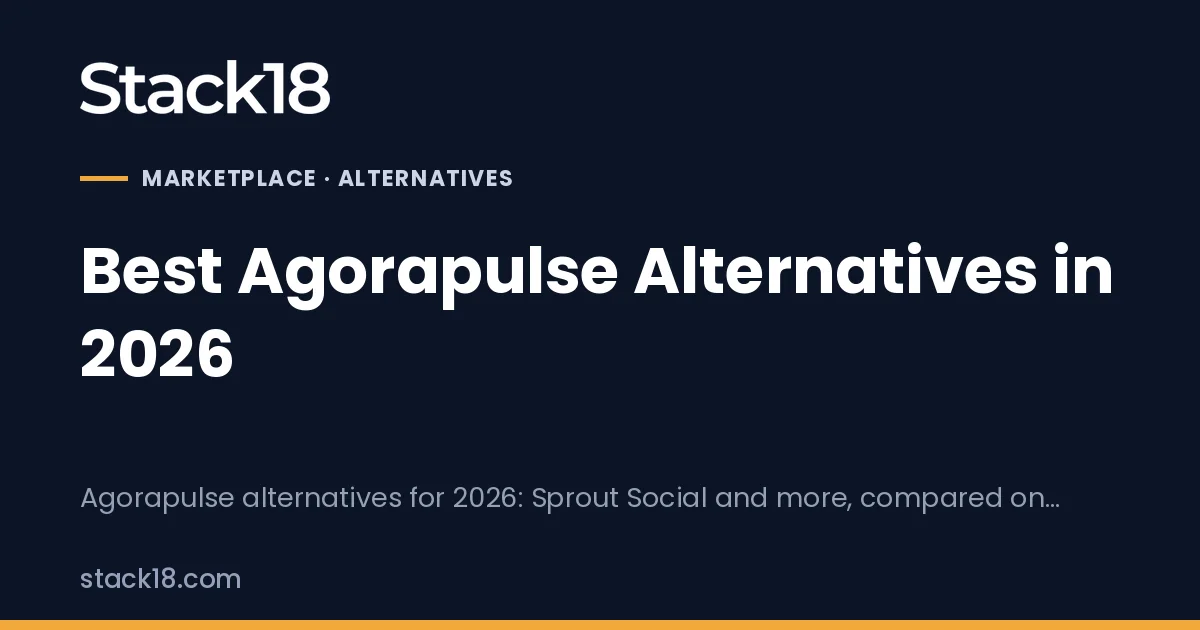 Stack18
MARKETPLACE · ALTERNATIVES
Best Agorapulse Alternatives in
2026
Agorapulse alternatives for 2026: Sprout Social and more, compared on…
stack18.com